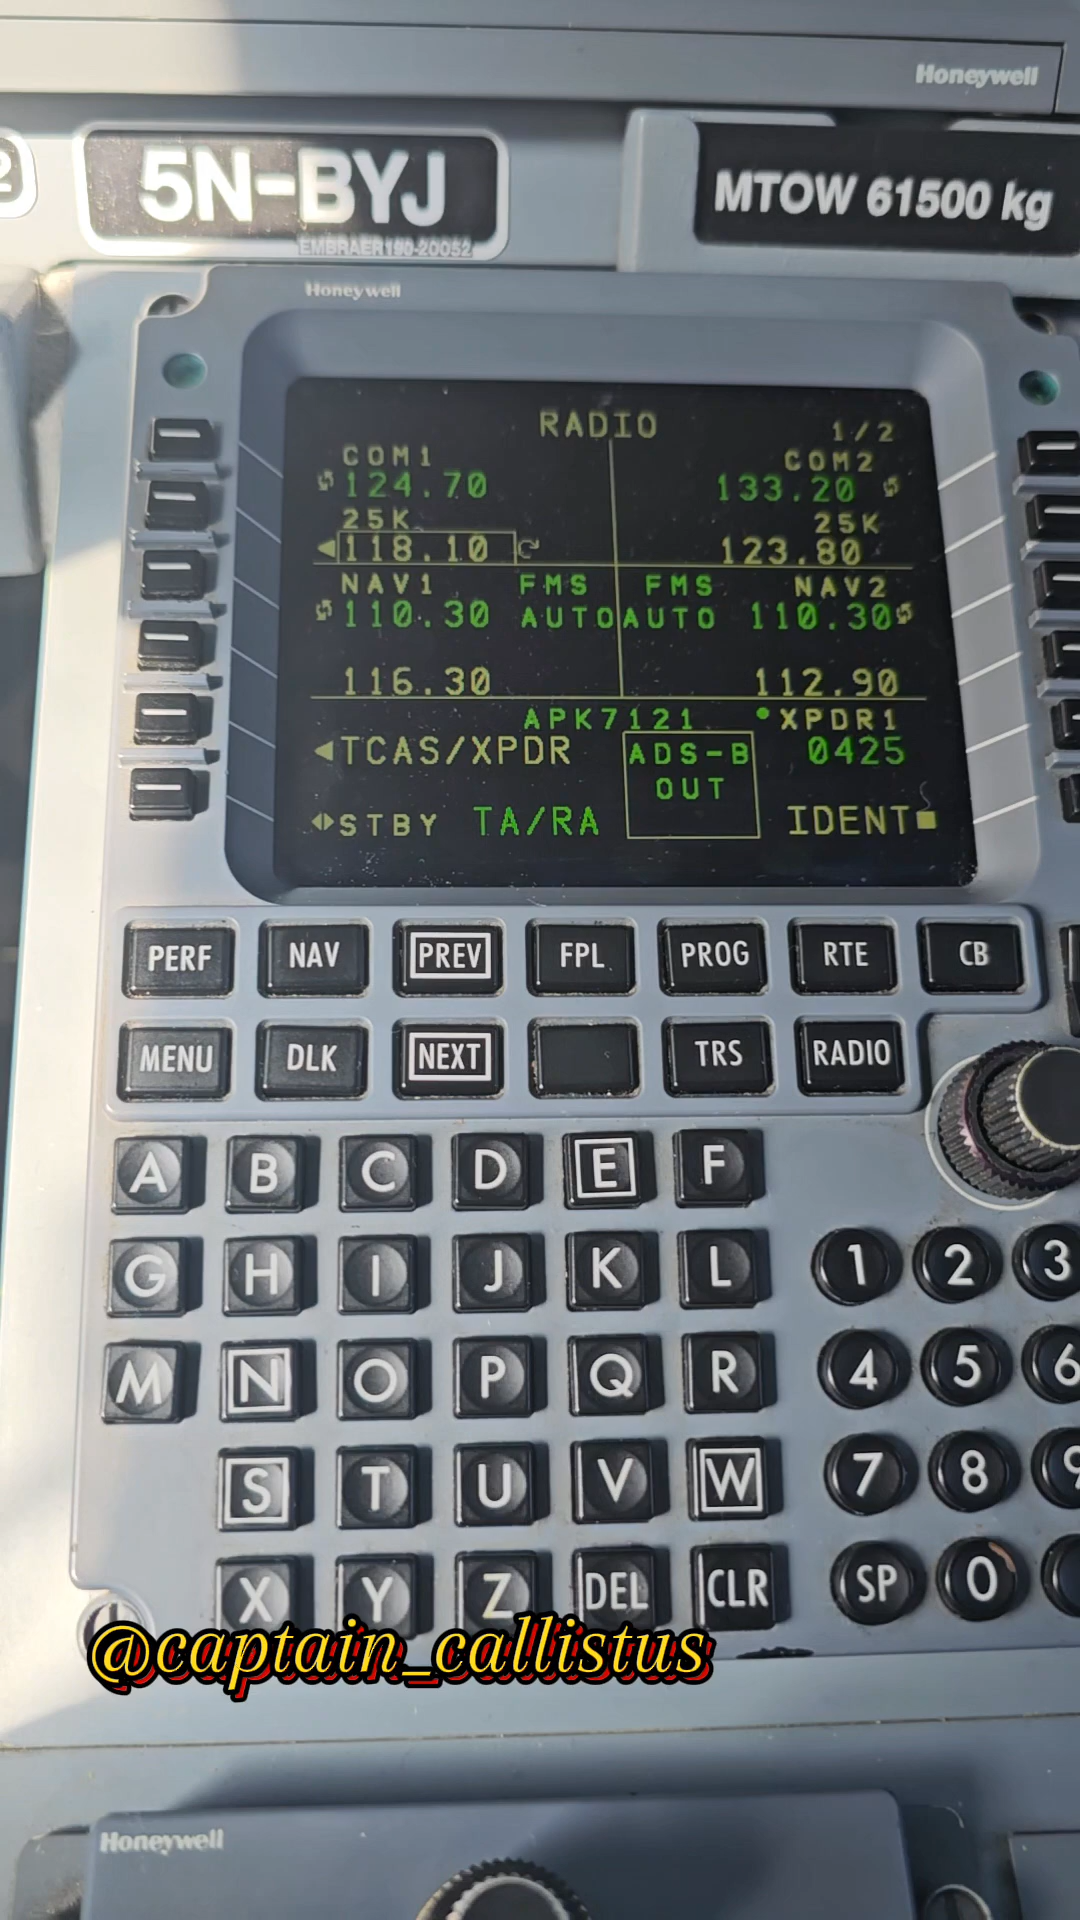 Honeywell
2
5N-BYJ
MTOW 61500 kg
EMBRAER190-20052
Honeywell
RADIO
1/2
COM1
COM2
124.70
133.20
25K
25K
118.10
123.80
NAV1 FMS FMS NAV2
110.30 AUTO AUTO 110.30
116.30
112.90
APK7121 XPDR1
TCAS/XPDR ADS-B 0425
OUT
STBY TA/RA IDENT
PERF NAV PREV FPL PROG RTE CB
MENU DLK NEXT TRS RADIO
A B C D E F
G H I J K L 1 2 3
M N O P Q R 4 5 6
S T U V W 7 8 9
X Y Z DEL CLR SP 0
@captain_callistus
Honeywell